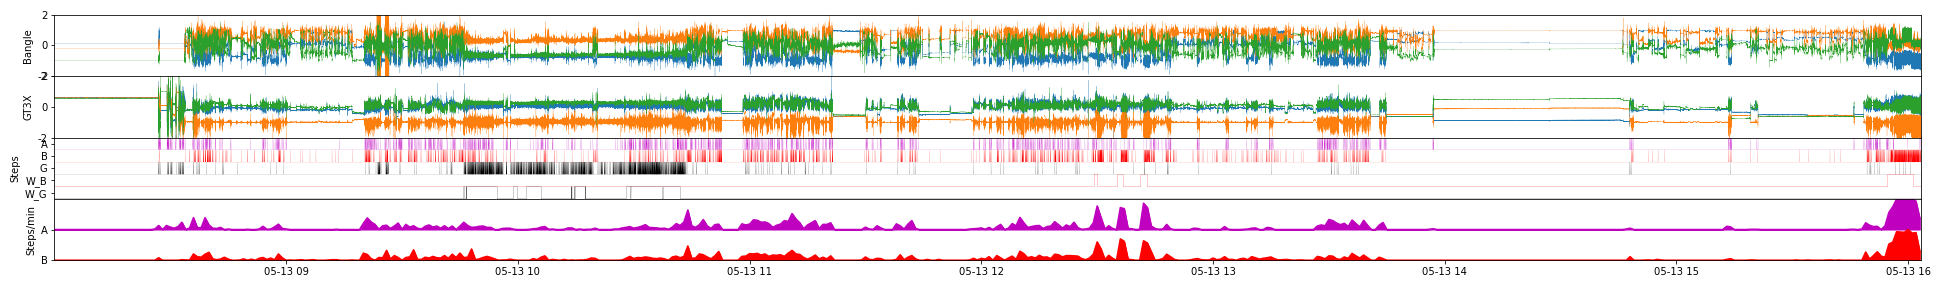 2
0
-2
Bangle
2
0
-2
GT3X
A
B
G
W_B
W_G
Steps
A
B
Steps/min
05-13 09
05-13 10
05-13 11
05-13 12
05-13 13
05-13 14
05-13 15
05-13 16